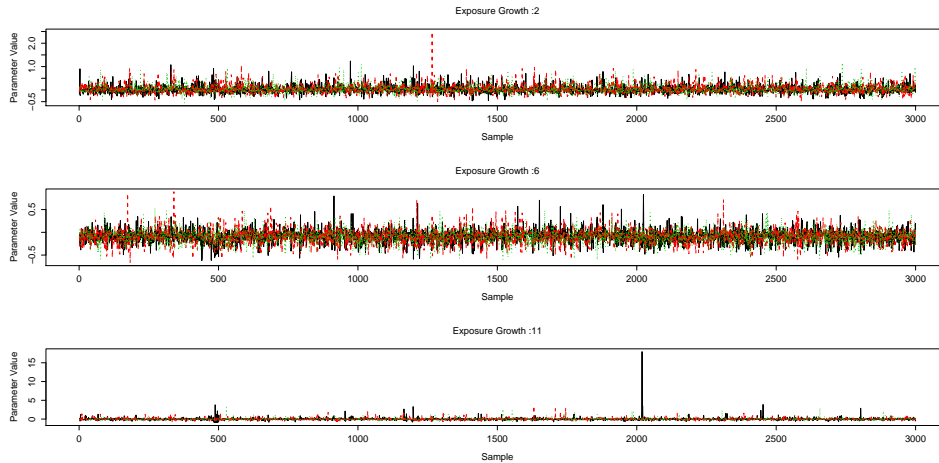 Exposure Growth :2
Parameter Value
-0.5 1.0 2.0
0 500 1000 1500 2000 2500 3000
Sample
Exposure Growth :6
Parameter Value
-0.5 0.5
0 500 1000 1500 2000 2500 3000
Sample
Exposure Growth :11
Parameter Value
0 5 10 15
0 500 1000 1500 2000 2500 3000
Sample